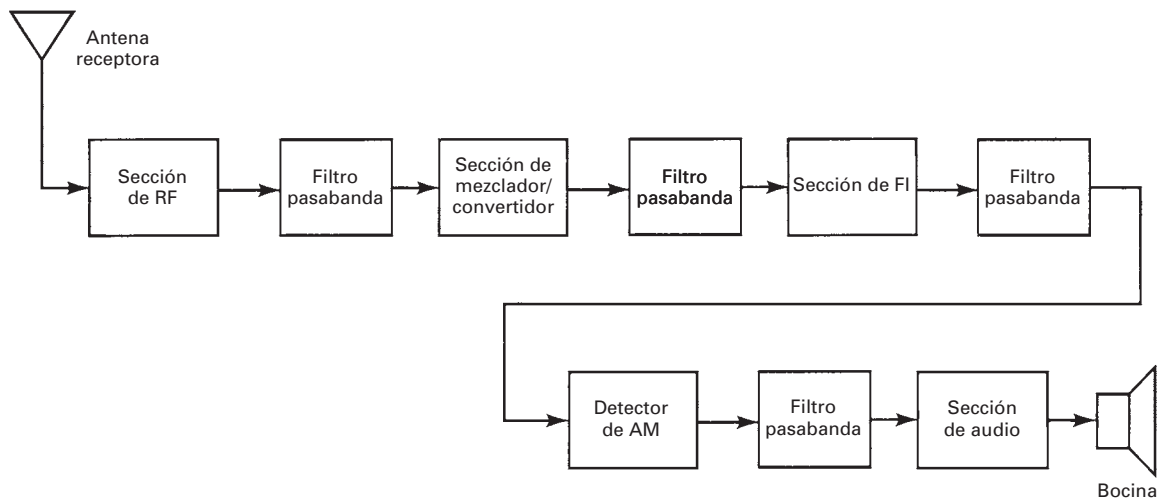 Antena
receptora
Sección
de RF
Filtro
pasabanda
Sección de
mezclador/
convertidor
Filtro
pasabanda
Sección de FI
Filtro
pasabanda
Detector
de AM
Filtro
pasabanda
Sección
de audio
Bocina